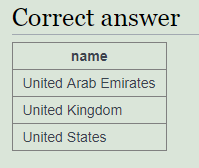 Correct answer
name
United Arab Emirates
United Kingdom
United States